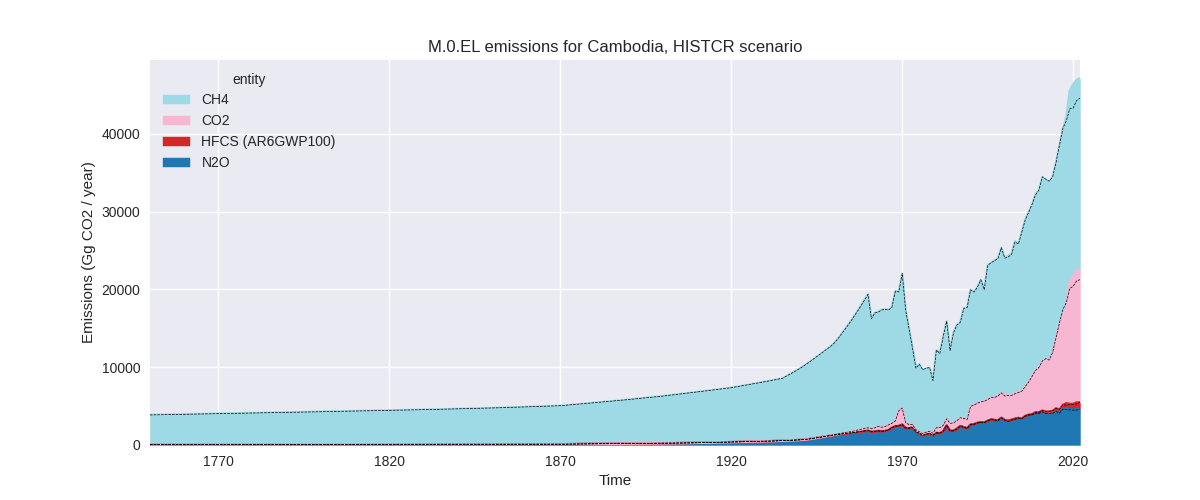 M.0.EL emissions for Cambodia, HISTCR scenario
entity
CH4
CO2
HFCS (AR6GWP100)
N2O
Emissions (Gg CO2 / year)
40000
30000
20000
10000
0
1770
1820
1870
1920
1970
2020
Time